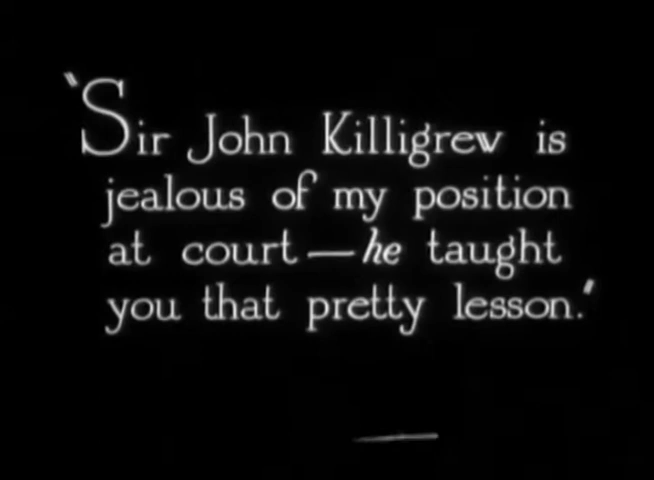 ‘Sir John Killigrew is
jealous of my position
at court—he taught
you that pretty lesson.’